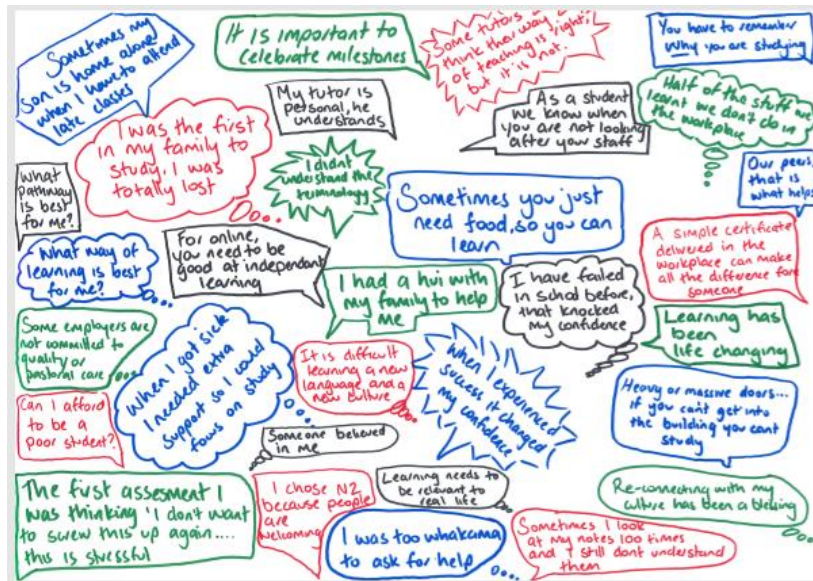 Sometimes my
son is home alone
when I have to attend
late classes
It is important to
celebrate milestones
Some tutors
think their way
of teaching is right,
but it is not.
You have to remember
why you are studying
My tutor is
personal, he
understands
As a student
we know when
you are not looking
after your staff
Half of the stuff we
learnt we don't do in
the workplace
I was the first
in my family to
study, I was
totally lost
I didnt
understand the
terminology
What
pathway
is best
for me?
Sometimes you just
need food, so you can
learn
Our peers,
that is
what helps
What way of
learning is best
for me?
For online,
you need to be
good at independant
learning
A simple certificate
delivered in the
workplace can make
all the difference for
someone
I had a hui with
my family to help
me
I have failed
in school before,
that knocked
my confidence
Learning has
been
life changing
Some employers are
not committed to
quality or
pastoral care
When I got sick
I needed extra
support so I could
focus on study
It is difficult
learning a new
language and a
new culture
When I experienced
success it changed
my confidence
Heavy or massive doors...
if you can't get into
the building you cant
study
Can I afford
to be a
poor student?
Someone believed
in me
The first assesment I
was thinking 'I don't want
to screw this up again....
this is stressful
I chose NZ
because people
are
welcoming
Learning needs to
be relevant to
real life
Re-connecting with my
culture has been a blessing
I was too whakama
to ask for help
Sometimes I look
at my notes 100 times
and I still dont understand
them